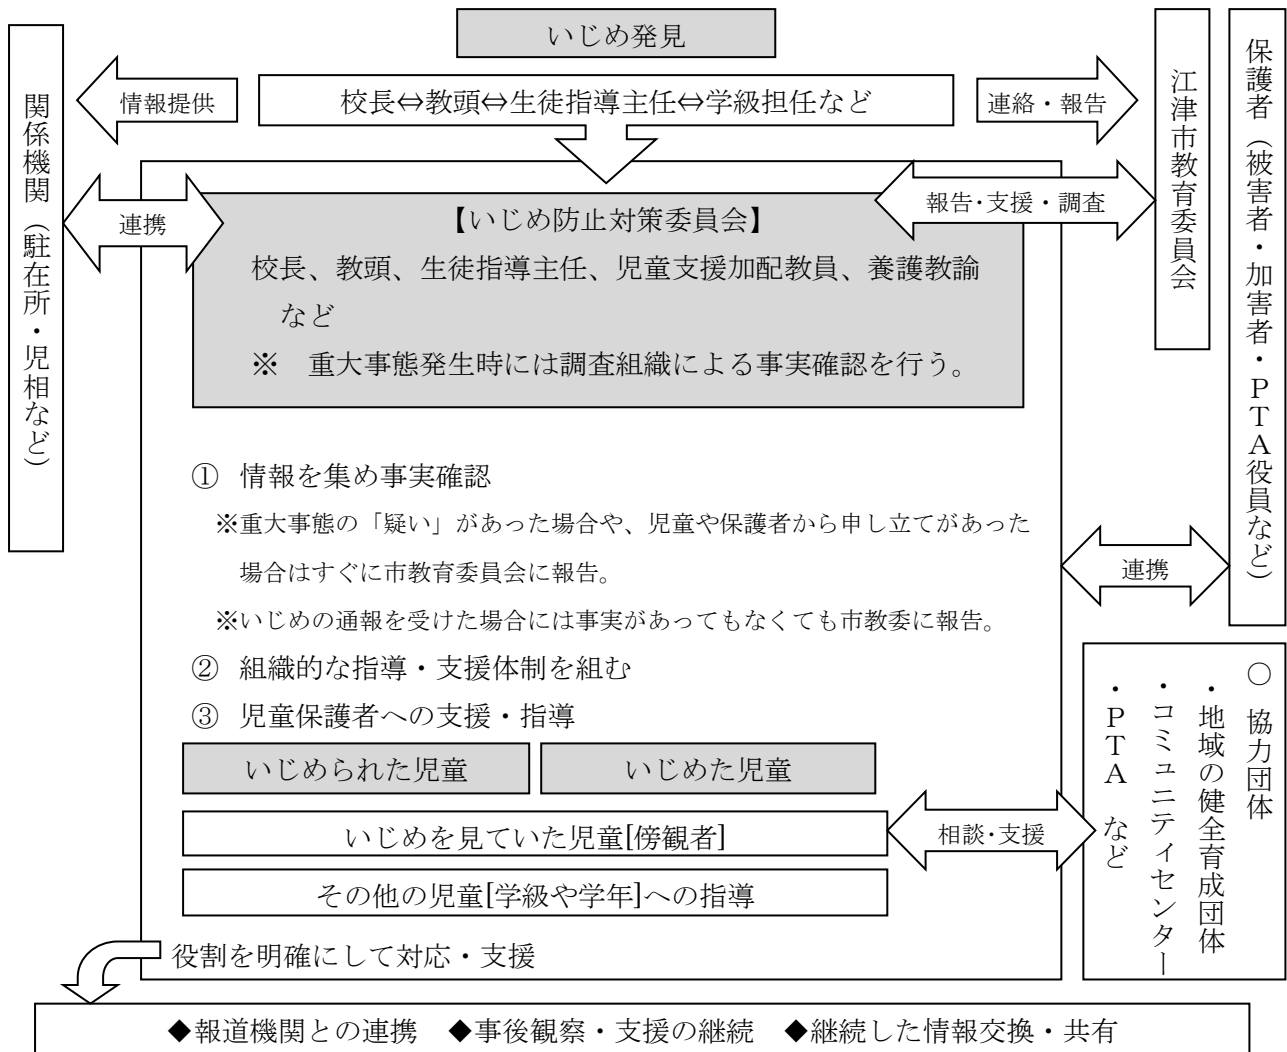 いじめ発見
校長⇔教頭⇔生徒指導主任⇔学級担任など
情報提供
連絡・報告
関係機関（駐在所・児相など）
江津市教育委員会
保護者（被害者・加害者・ＰＴＡ役員など）
連携
報告・支援・調査
【いじめ防止対策委員会】
校長、教頭、生徒指導主任、児童支援加配教員、養護教諭
など
※　重大事態発生時には調査組織による事実確認を行う。
①　情報を集め事実確認
※重大事態の「疑い」があった場合や、児童や保護者から申し立てがあった
場合はすぐに市教育委員会に報告。
※いじめの通報を受けた場合には事実があってもなくても市教委に報告。
連携
②　組織的な指導・支援体制を組む
③　児童保護者への支援・指導
いじめられた児童
いじめた児童
いじめを見ていた児童[傍観者]
その他の児童[学級や学年]への指導
相談・支援
○　協力団体
・地域の健全育成団体
・コミュニティセンター
・ＰＴＡ　など
役割を明確にして対応・支援
◆報道機関との連携　◆事後観察・支援の継続　◆継続した情報交換・共有